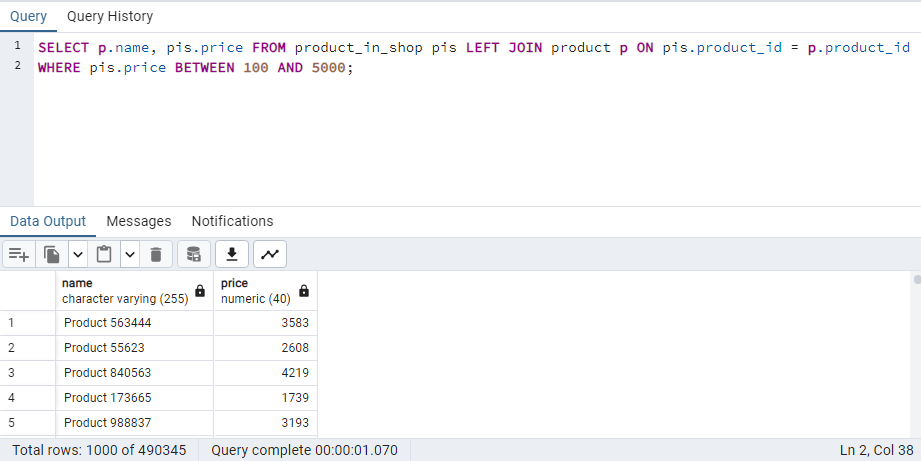 Query Query History
1 SELECT p.name, pis.price FROM product_in_shop pis LEFT JOIN product p ON pis.product_id = p.product_id
2 WHERE pis.price BETWEEN 100 AND 5000;
Data Output Messages Notifications
name price
character varying (255) numeric (40)
1 Product 563444 3583
2 Product 55623 2608
3 Product 840563 4219
4 Product 173665 1739
5 Product 988837 3193
Total rows: 1000 of 490345 Query complete 00:00:01.070 Ln 2, Col 38